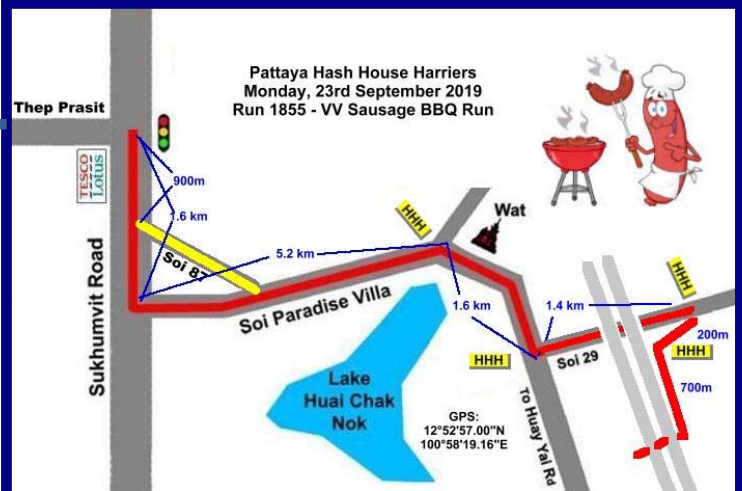 Pattaya Hash House Harriers
Monday, 23rd September 2019
Run 1855 - VV Sausage BBQ Run
Thep Prasit
TESCO
Lotus
900m
1.6 km
Soi 87
Sukhumvit Road
5.2 km
Soi Paradise Villa
HHH
Wat
1.6 km
1.4 km
HHH
200m
HHH
700m
HHH
Soi 29
Lake
Huai Chak
Nok
GPS:
12°52'57.00"N
100°58'19.16"E
To Huay Yai Rd